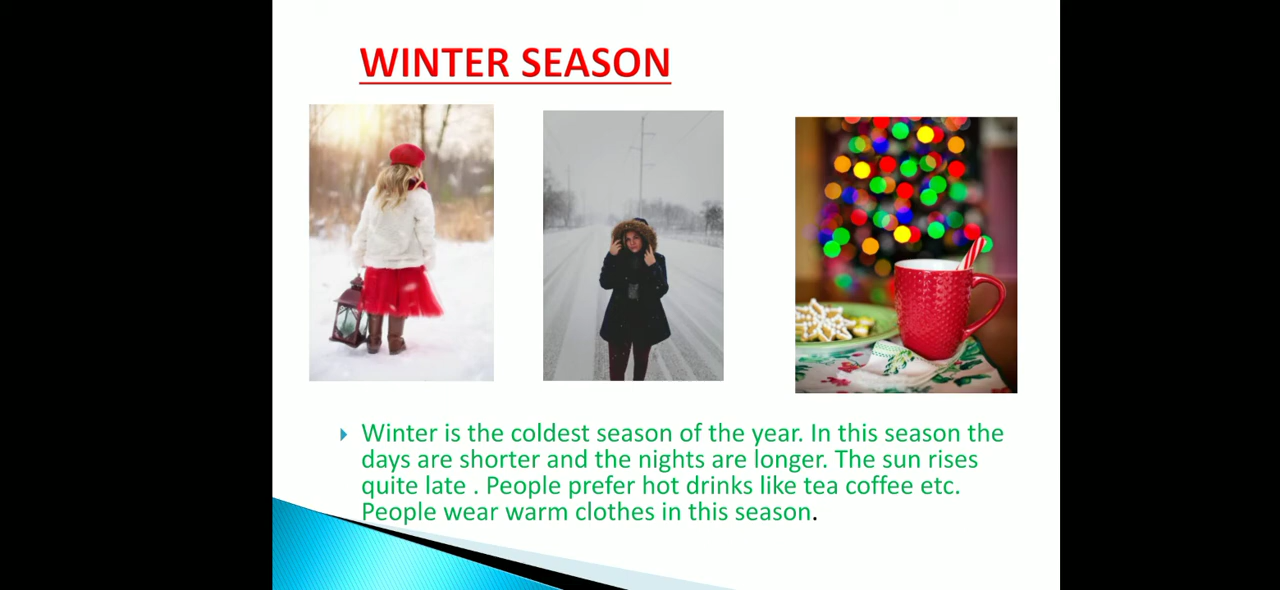 WINTER SEASON
Winter is the coldest season of the year. In this season the
days are shorter and the nights are longer. The sun rises
quite late . People prefer hot drinks like tea coffee etc.
People wear warm clothes in this season.